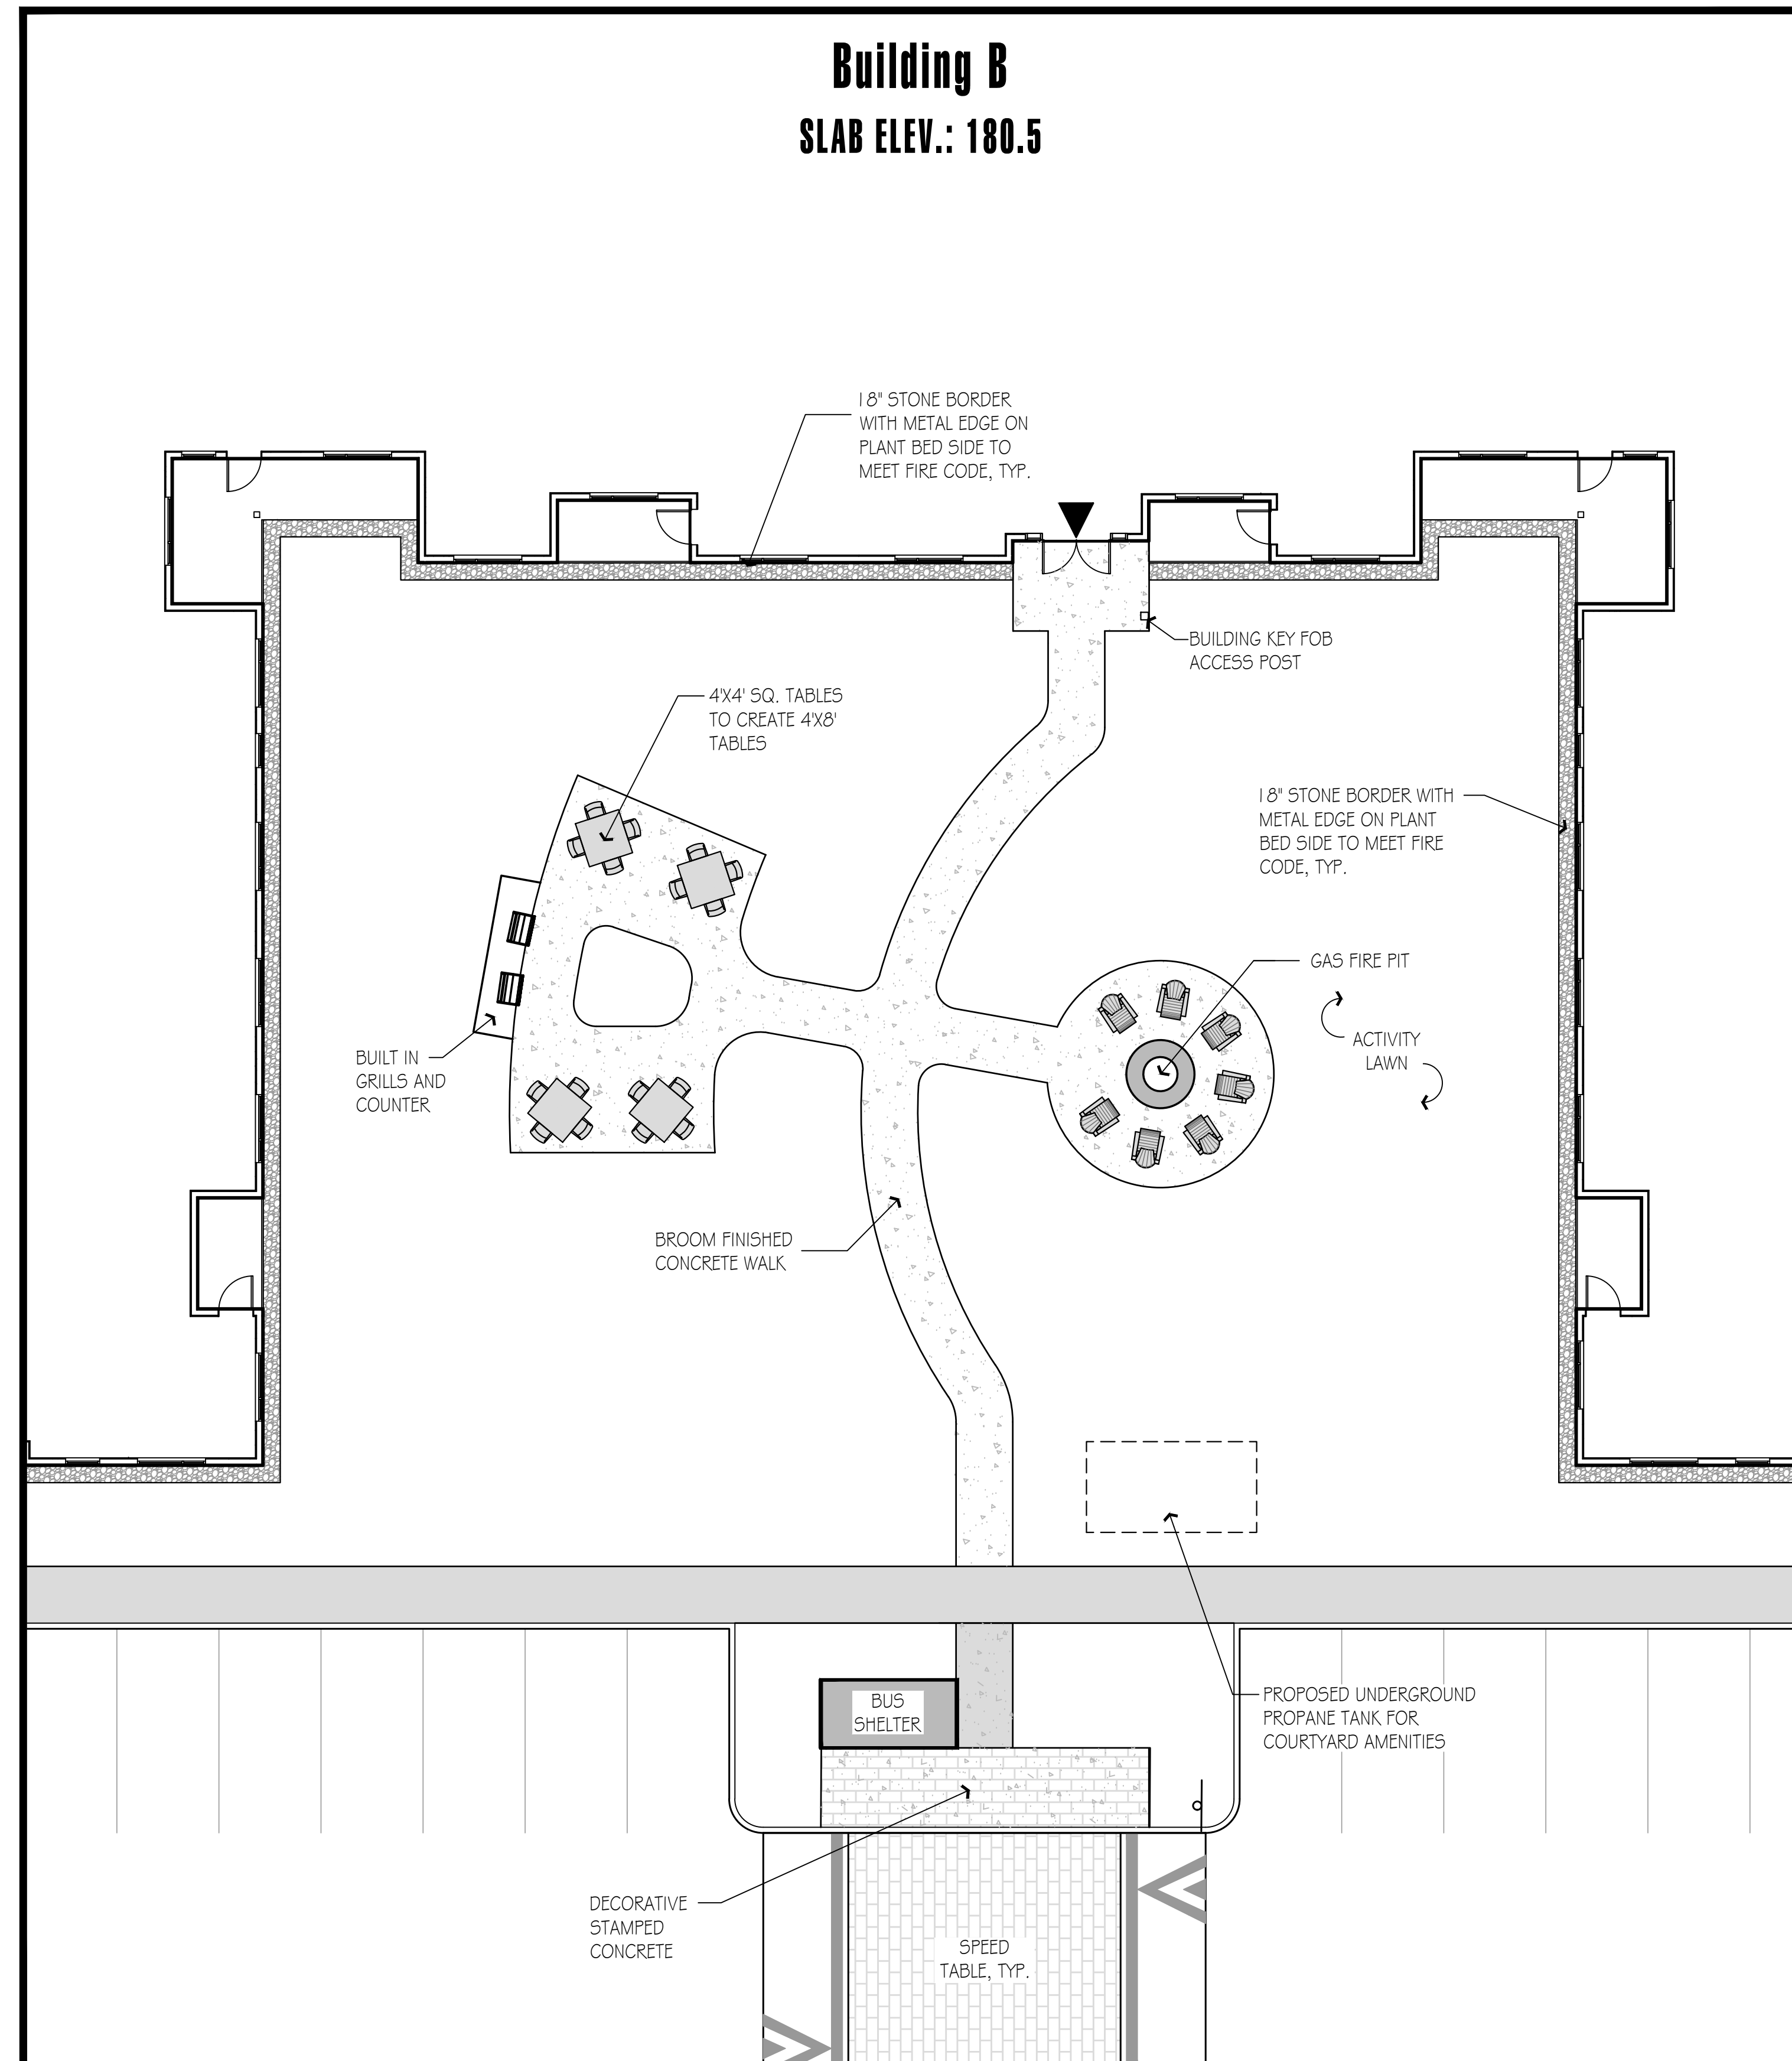 Building B
SLAB ELEV.: 180.5
18" STONE BORDER
WITH METAL EDGE ON
PLANT BED SIDE TO
MEET FIRE CODE, TYP.
BUILDING KEY FOB
ACCESS POST
4'X4' SQ. TABLES
TO CREATE 4'X8'
TABLES
18" STONE BORDER WITH
METAL EDGE ON PLANT
BED SIDE TO MEET FIRE
CODE, TYP.
GAS FIRE PIT
ACTIVITY
LAWN
BUILT IN
GRILLS AND
COUNTER
BROOM FINISHED
CONCRETE WALK
BUS
SHELTER
PROPOSED UNDERGROUND
PROPANE TANK FOR
COURTYARD AMENITIES
DECORATIVE
STAMPED
CONCRETE
SPEED
TABLE, TYP.